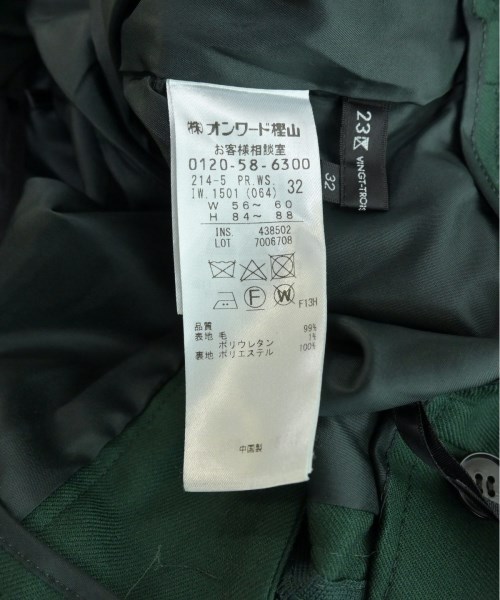 ㈱オンワード樫山
お客様相談室
0120-58-6300
214-5 PR.WS. 32
IW.1501 (064)
W 56～ 60
H 84～ 88
INS. 438502
LOT 7006708
F W F13H
品質
表地 毛 99%
ポリウレタン 1%
裏地 ポリエステル 100%
中国製
23区
VINGT-TROIS
32